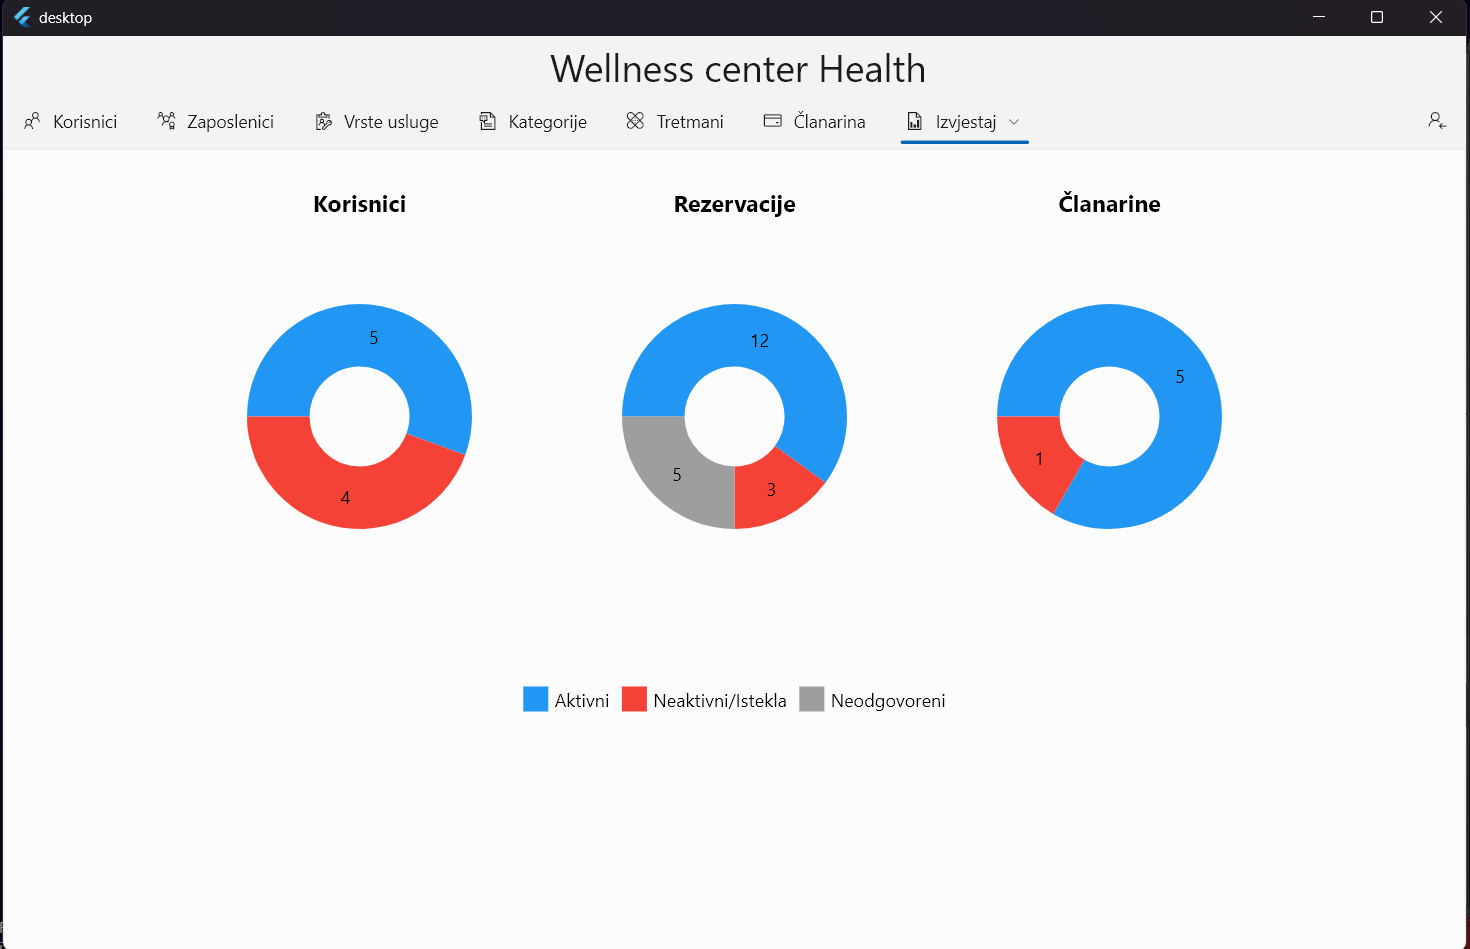 desktop
Wellness center Health
Korisnici Zaposlenici Vrste usluge Kategorije Tretmani Članarina Izvjestaj
Korisnici Rezervacije Članarine
5 12 5
4 5 3 1
Aktivni Neaktivni/Istekla Neodgovoreni